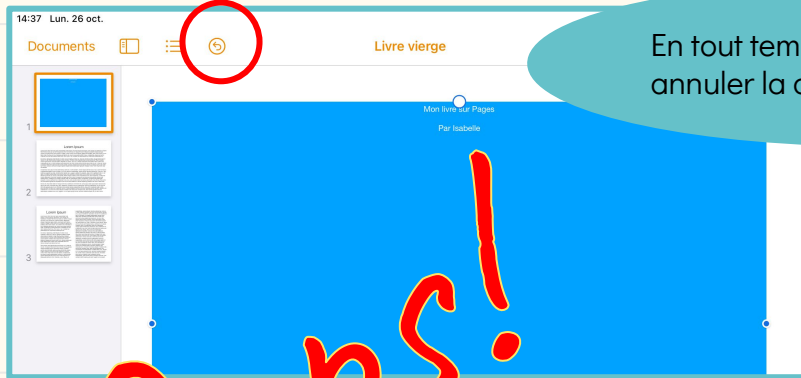 14:37 Lun. 26 oct.
Documents
Livre vierge
En tout tem
annuler la
Mon livre sur Pages
Par Isabelle
1
Lorem Ipsum
2
Lorem Ipsum
3
ps!